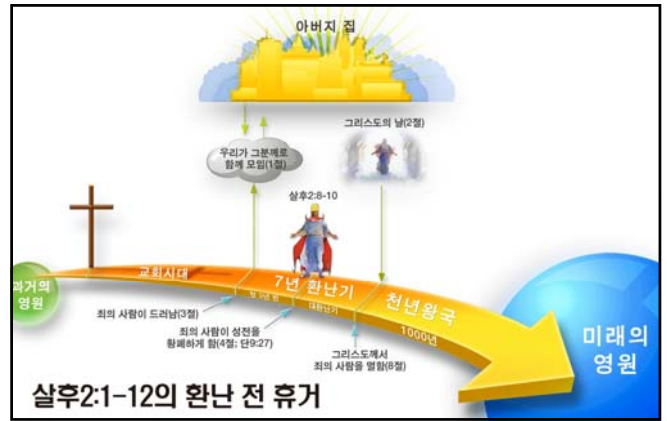 아버지 집
그리스도의 날(2절)
우리가 그분께로
함께 모임(1절)
살후2:8-10
교회시대
7년 환난기
천년왕국
대환난기
1000년
과거의
영원
죄의 사람이 드러남(3절)
죄의 사람이 성전을
황폐하게 함(4절; 단9:27)
그리스도께서
죄의 사람을 멸함(8절)
미래의
영원
살후2:1-12의 환난 전 휴거